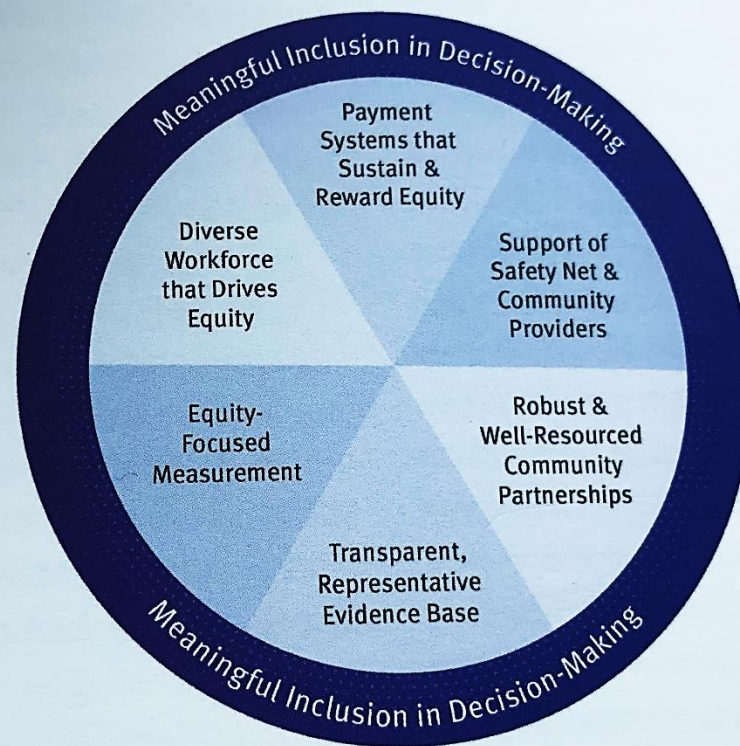 Meaningful Inclusion in Decision-Making
Payment
Systems that
Sustain &
Reward Equity
Support of
Safety Net &
Community
Providers
Robust &
Well-Resourced
Community
Partnerships
Transparent,
Representative
Evidence Base
Equity-
Focused
Measurement
Diverse
Workforce
that Drives
Equity
Meaningful Inclusion in Decision-Making